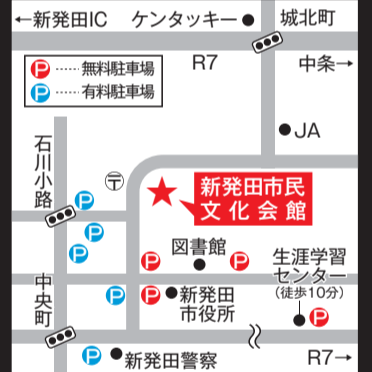 ←新発田IC
ケンタッキー
城北町
R7
中条→
P 無料駐車場
P 有料駐車場
JA
石川小路
〒
新発田市民
文化会館
P
P
P
図書館
P
P
生涯学習
センター
(徒歩10分)
中央町
P
P
新発田
市役所
P
P
新発田警察
R7→